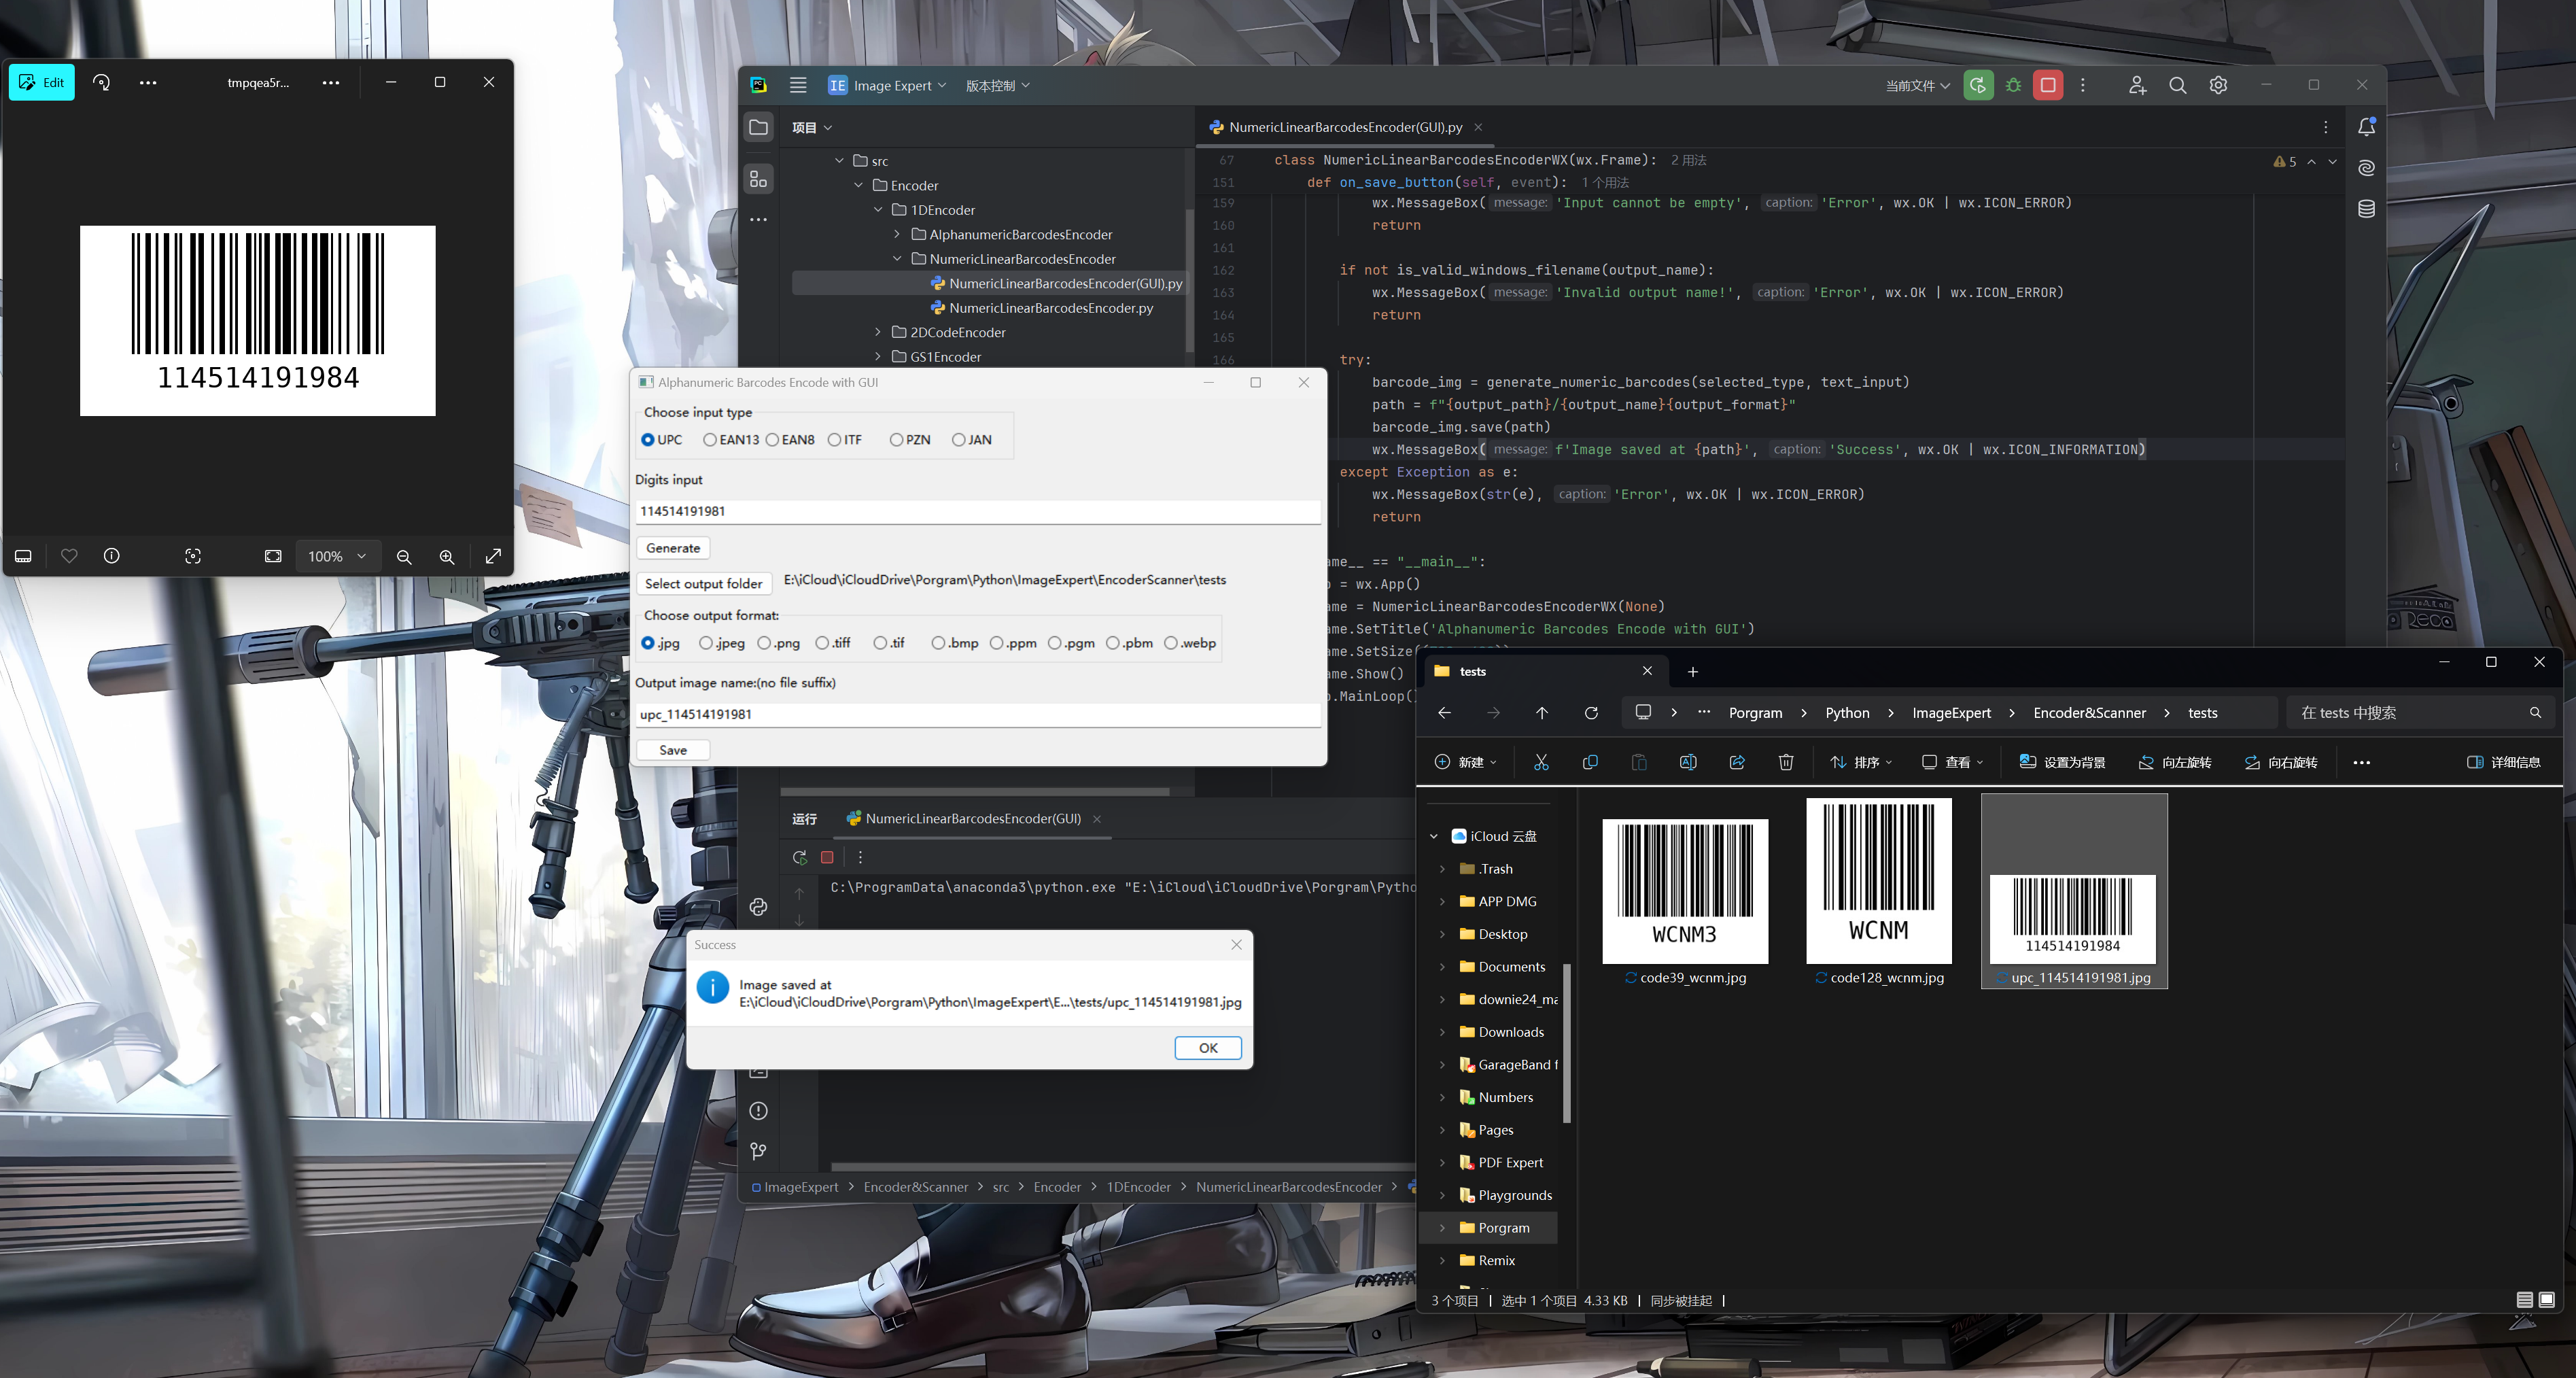 Edit
tmpqea5r...
114514191984
100%
IE Image Expert
版本控制
当前文件
项目
src
Encoder
1DEncoder
AlphanumericBarcodesEncoder
NumericLinearBarcodesEncoder
NumericLinearBarcodesEncoder(GUI).py
NumericLinearBarcodesEncoder.py
2DCodeEncoder
GS1Encoder
NumericLinearBarcodesEncoder(GUI).py
5
67 class NumericLinearBarcodesEncoderWX(wx.Frame): 2 用法
151 def on_save_button(self, event): 1 个用法
159 wx.MessageBox( message: 'Input cannot be empty', caption: 'Error', wx.OK | wx.ICON_ERROR)
160 return
161
162 if not is_valid_windows_filename(output_name):
163 wx.MessageBox( message: 'Invalid output name!', caption: 'Error', wx.OK | wx.ICON_ERROR)
164 return
165
166 try:
barcode_img = generate_numeric_barcodes(selected_type, text_input)
path = f"{output_path}/{output_name}{output_format}"
barcode_img.save(path)
wx.MessageBox( message: f'Image saved at {path}', caption: 'Success', wx.OK | wx.ICON_INFORMATION)
except Exception as e:
wx.MessageBox(str(e), caption: 'Error', wx.OK | wx.ICON_ERROR)
return
ame__ == "__main__":
= wx.App()
ame = NumericLinearBarcodesEncoderWX(None)
ame.SetTitle('Alphanumeric Barcodes Encode with GUI')
ame.SetSize(
ame.Show()
.MainLoop()
Alphanumeric Barcodes Encode with GUI
Choose input type
UPC EAN13 EAN8 ITF PZN JAN
Digits input
114514191981
Generate
Select output folder E:\iCloud\iCloudDrive\Porgram\Python\ImageExpert\EncoderScanner\tests
Choose output format:
.jpg .jpeg .png .tiff .tif .bmp .ppm .pgm .pbm .webp
Output image name:(no file suffix)
upc_114514191981
Save
运行 NumericLinearBarcodesEncoder(GUI)
C:\ProgramData\anaconda3\python.exe "E:\iCloud\iCloudDrive\Porgram\Pytho
Success
Image saved at
E:\iCloud\iCloudDrive\Porgram\Python\ImageExpert\E...\tests/upc_114514191981.jpg
OK
ImageExpert > Encoder&Scanner > src > Encoder > 1DEncoder > NumericLinearBarcodesEncoder >
tests
… Porgram > Python > ImageExpert > Encoder&Scanner > tests
在 tests 中搜索
新建 排序 查看 设置为背景 向左旋转 向右旋转 详细信息
iCloud 云盘
.Trash
APP DMG
Desktop
Documents
downie24_ma
Downloads
GarageBand f
Numbers
Pages
PDF Expert
Playgrounds
Porgram
Remix
WCNM3
code39_wcnm.jpg
WCNM
code128_wcnm.jpg
114514191984
upc_114514191981.jpg
3 个项目 | 选中 1 个项目 4.33 KB | 同步被挂起 |